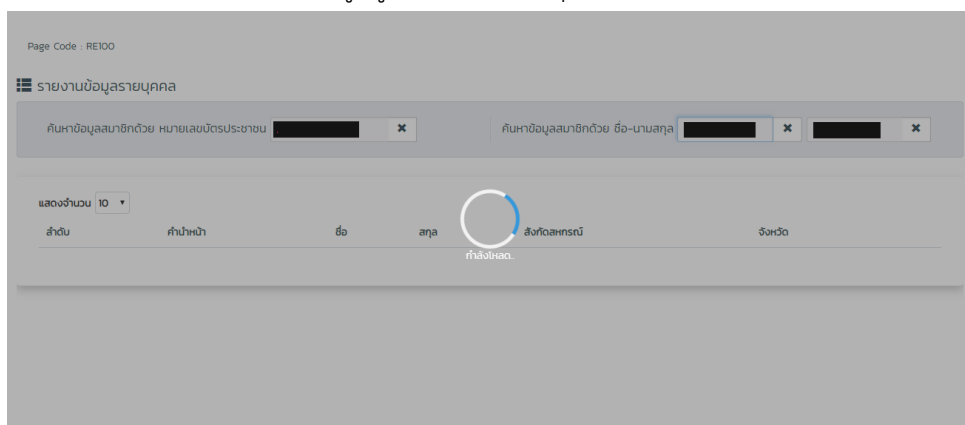 Page Code : RE100
รายงานข้อมูลรายบุคคล
ค้นหาข้อมูลสมาชิกด้วย หมายเลขบัตรประชาชน ค้นหาข้อมูลสมาชิกด้วย ชื่อ-นามสกุล
แสดงจำนวน 10
ลำดับ คำนำหน้า ชื่อ สกุล สังกัดสหกรณ์ จังหวัด
กำลังโหลด..